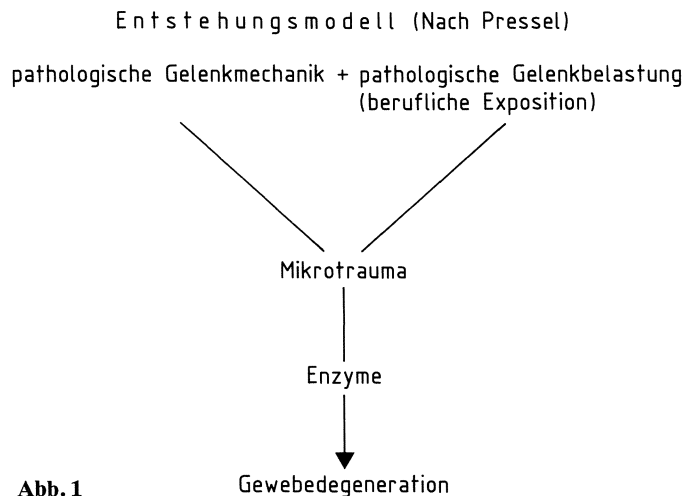 Entstehungsmodell (Nach Pressel)
pathologische Gelenkmechanik + pathologische Gelenkbelastung
(berufliche Exposition)
Mikrotrauma
Enzyme
Gewebedegeneration
Abb. 1